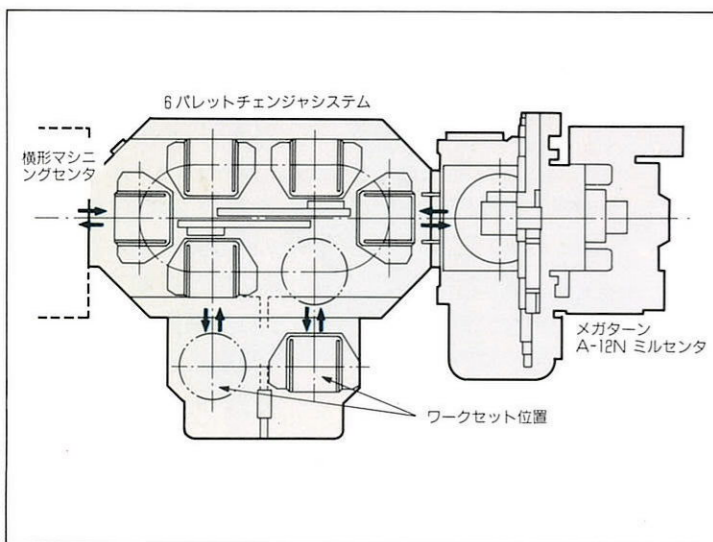 6パレットチェンジャシステム
横形マシニ
ングセンタ
メガターン
A-12N ミルセンタ
ワークセット位置